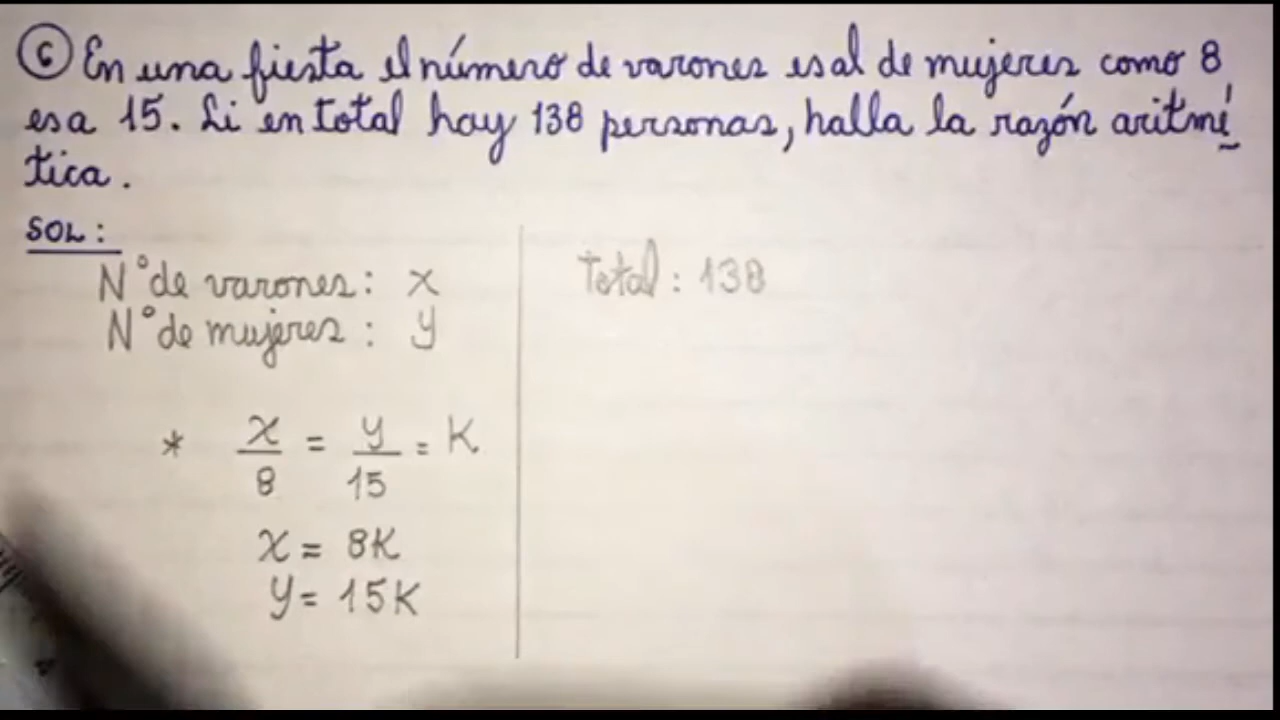 6 En una fiesta el número de varones es al de mujeres como 8
es a 15. Si en total hay 138 personas, halla la razón aritmé
tica.
SOL:
N° de varones: x
N° de mujeres: y
* x/8 = y/15 = K
x = 8K
y = 15K
Total: 138